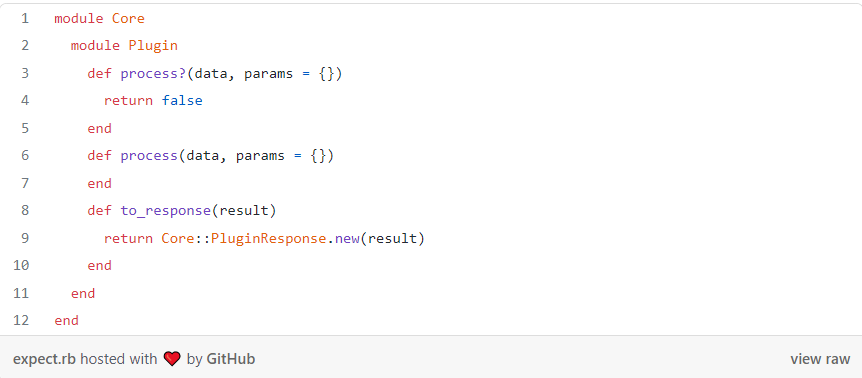 1 module Core
2 module Plugin
3 def process?(data, params = {})
4 return false
5 end
6 def process(data, params = {})
7 end
8 def to_response(result)
9 return Core::PluginResponse.new(result)
10 end
11 end
12 end
expect.rb hosted with ❤ by GitHub view raw